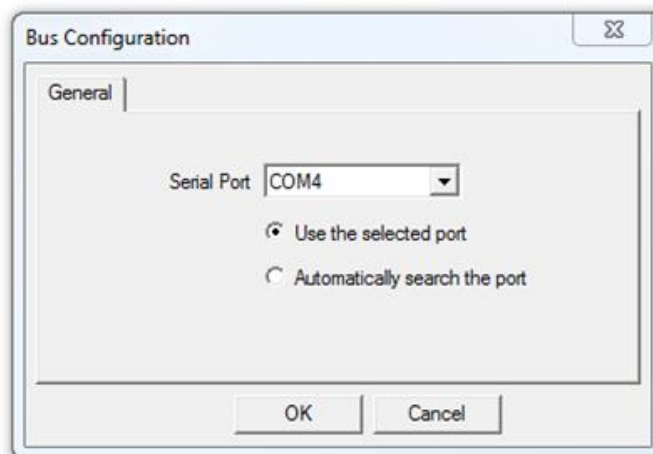 Bus Configuration
General
Serial Port COM4
Use the selected port
Automatically search the port
OK Cancel